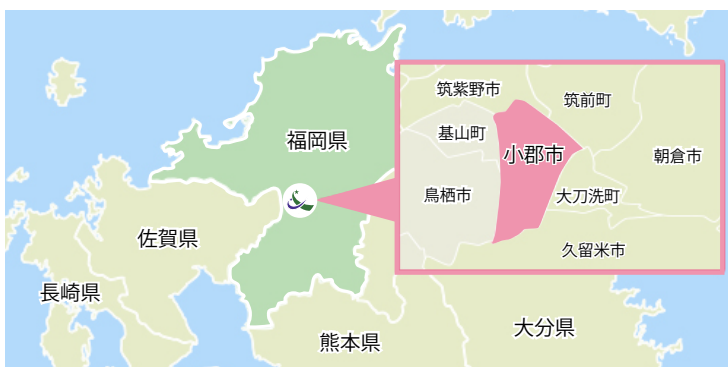 福岡県
佐賀県
長崎県
熊本県
大分県
筑紫野市
筑前町
基山町
小郡市
朝倉市
鳥栖市
大刀洗町
久留米市